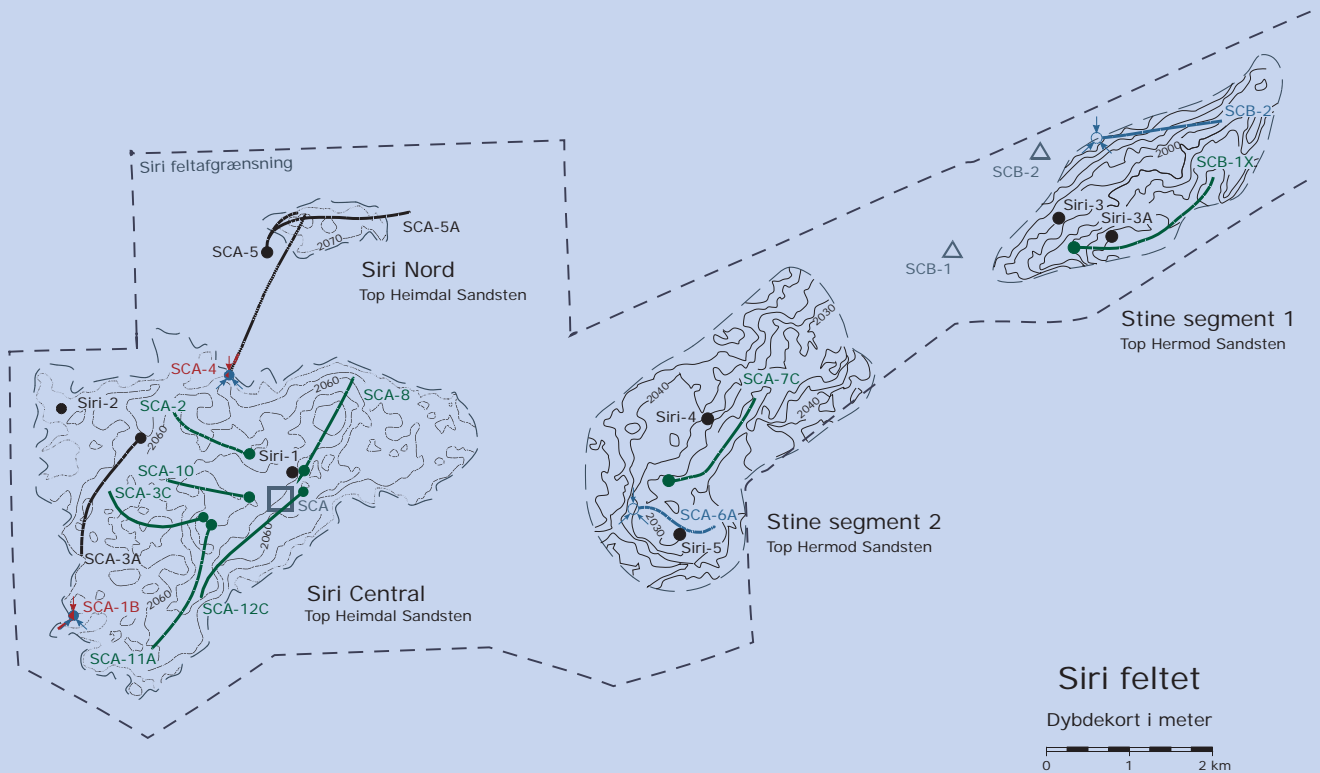 Siri feltafgrænsning
SCA-5
SCA-5A
2070
Siri Nord
Top Heimdal Sandsten
SCA-4
Siri-2
SCA-2
2060
2060
SCA-8
Siri-1
SCA-10
SCA-3C
SCA
2060
SCA-3A
2060
SCA-1B
SCA-12C
SCA-11A
Siri Central
Top Heimdal Sandsten
SCB-2
2000
SCB-2
SCB-1X
Siri-3
Siri-3A
SCB-1
Stine segment 1
Top Hermod Sandsten
2030
2040
SCA-7C
2040
Siri-4
2030
SCA-6A
Siri-5
Stine segment 2
Top Hermod Sandsten
Siri feltet
Dybdekort i meter
0 1 2 km